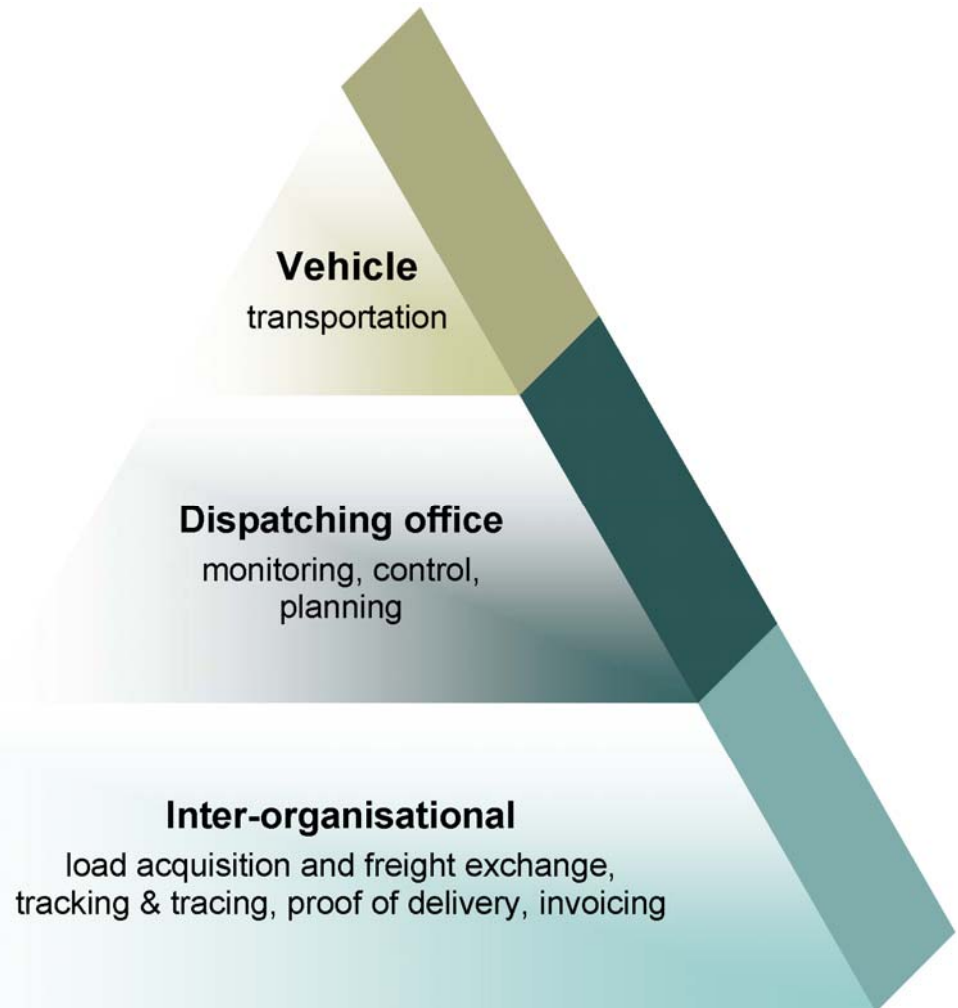 Vehicle
transportation
Dispatching office
monitoring, control,
planning
Inter-organisational
load acquisition and freight exchange,
tracking & tracing, proof of delivery, invoicing